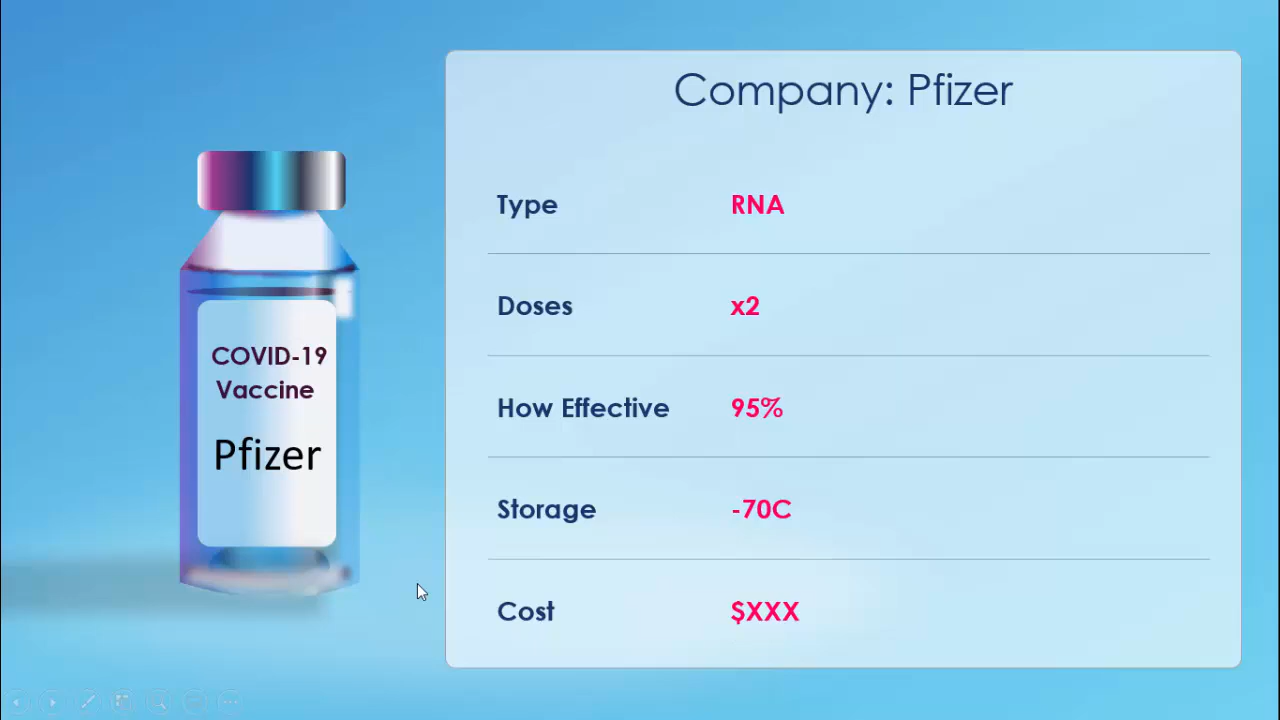 Company: Pfizer
Type RNA
Doses x2
How Effective 95%
Storage -70C
Cost $XXX
COVID-19
Vaccine
Pfizer